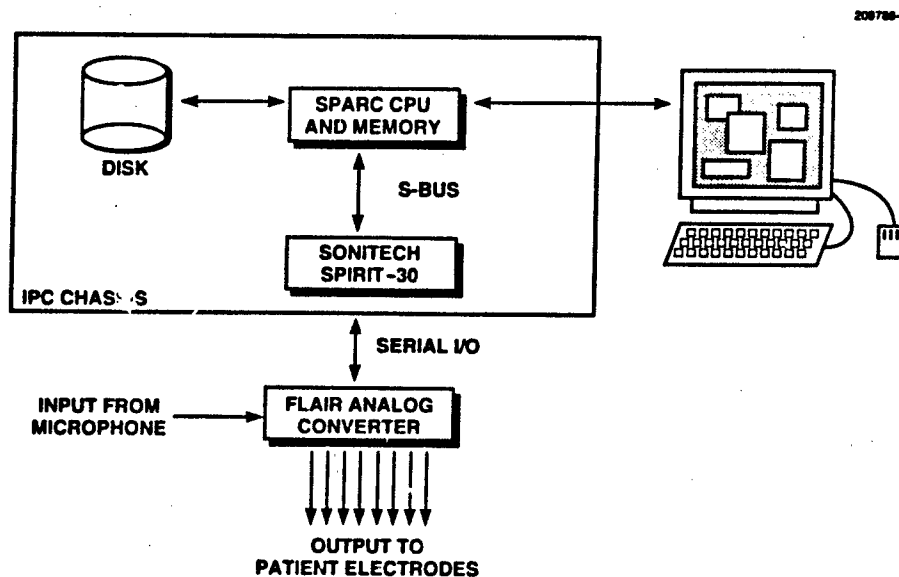 DISK
SPARC CPU
AND MEMORY
S-BUS
SONITECH
SPIRIT-30
IPC
SERIAL I/O
INPUT FROM
MICROPHONE
FLAIR ANALOG
CONVERTER
OUTPUT TO
PATIENT ELECTRODES